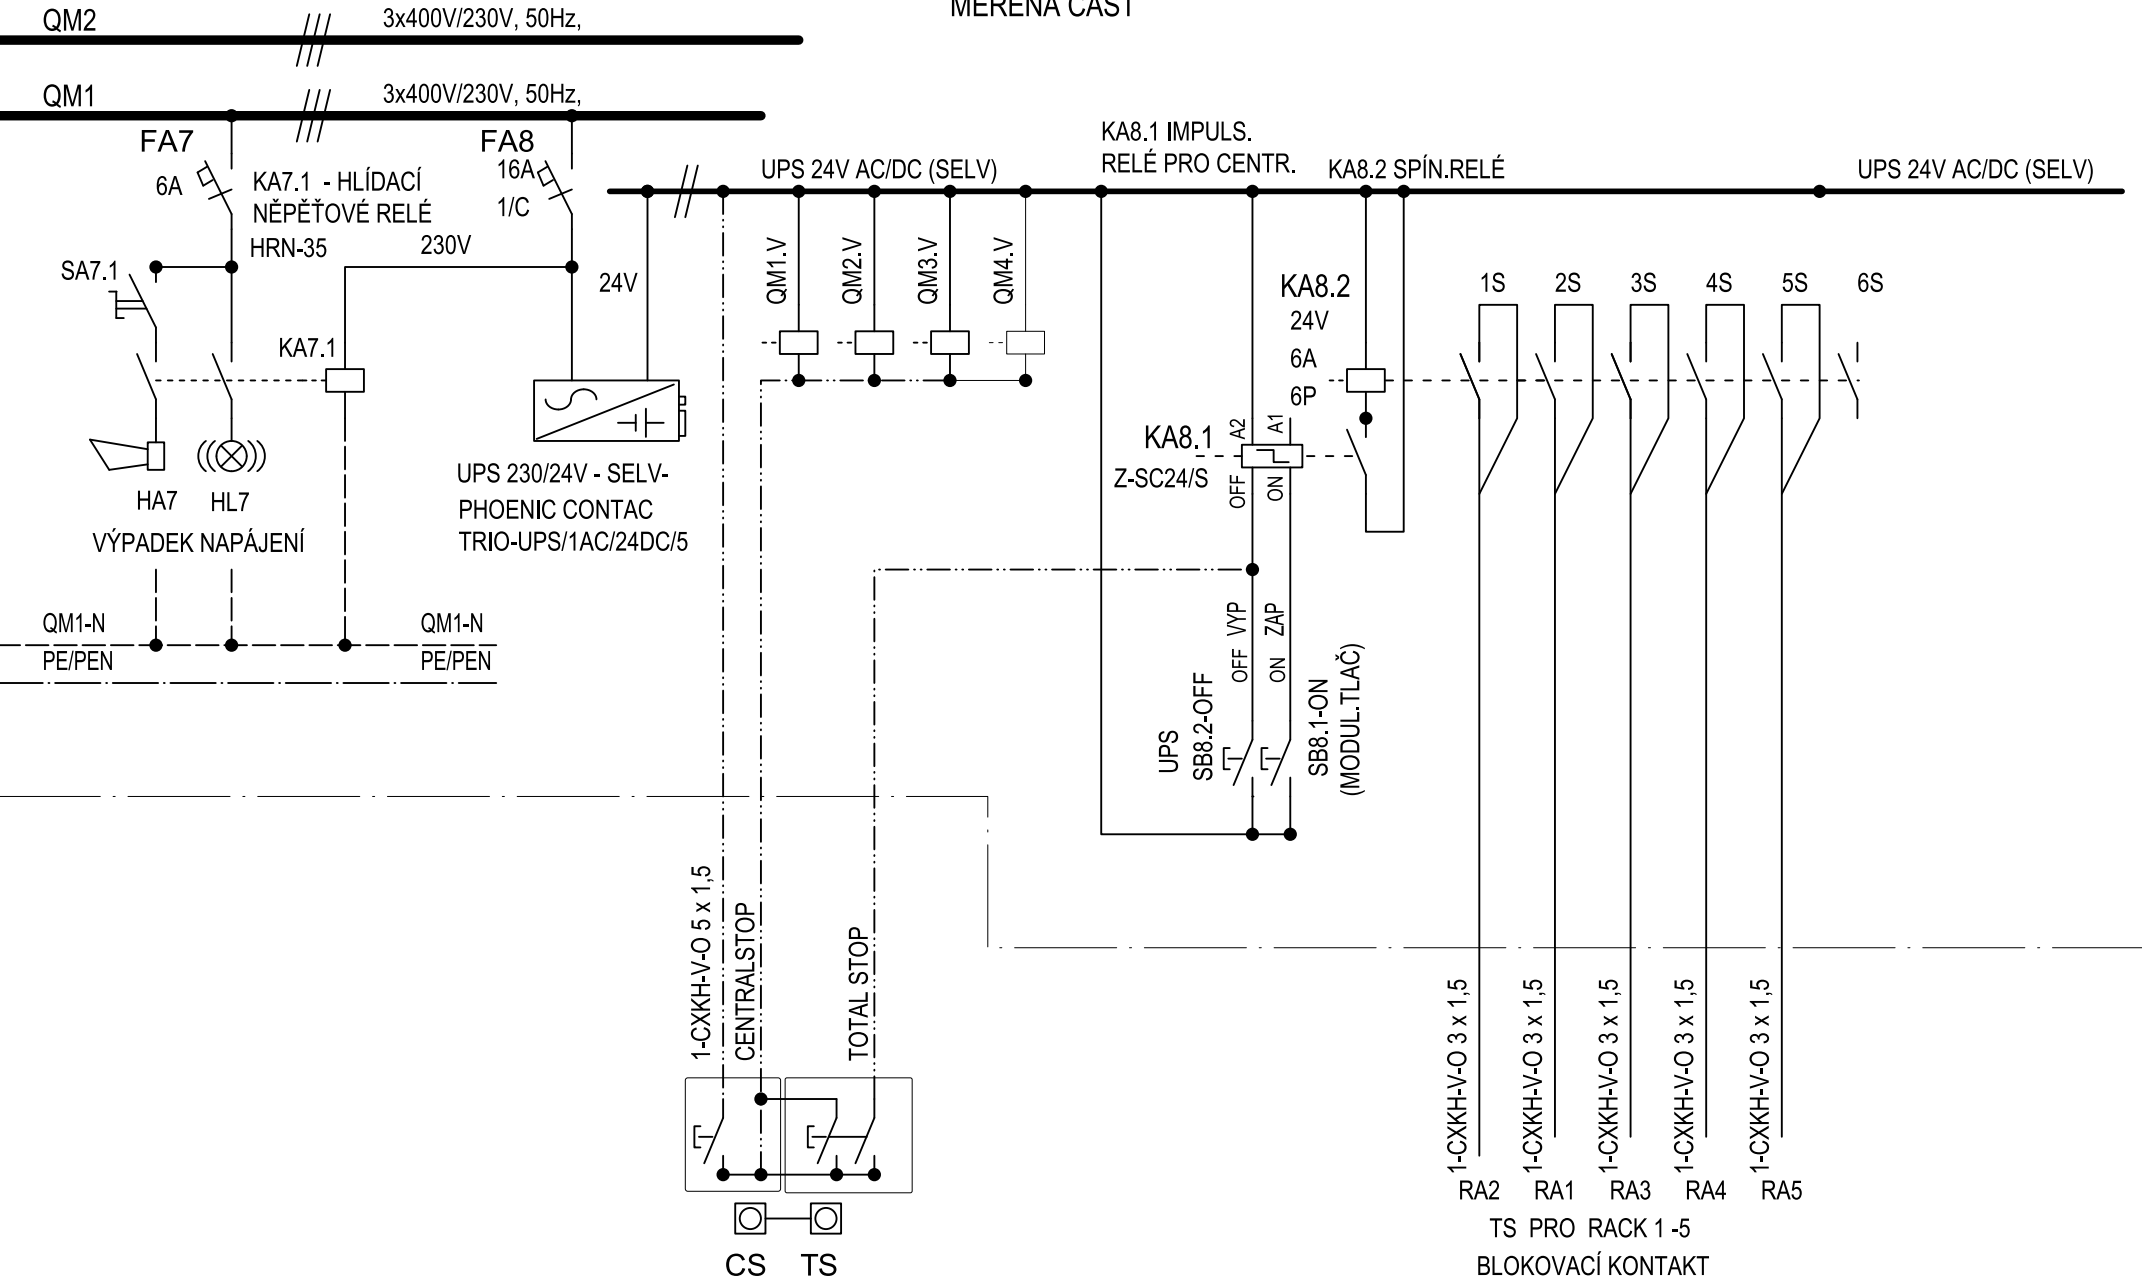 MĚŘENÁ ČÁST
QM2
3x400V/230V, 50Hz,
QM1
3x400V/230V, 50Hz,
FA7
6A
KA7.1 - HLÍDACÍ
NĚPĚŤOVÉ RELÉ
HRN-35
FA8
16A
1/C
230V
24V
UPS 24V AC/DC (SELV)
KA8.1 IMPULS.
RELÉ PRO CENTR.
KA8.2 SPÍN.RELÉ
UPS 24V AC/DC (SELV)
SA7.1
KA7.1
QM1.V
QM2.V
QM3.V
QM4.V
KA8.2
24V
6A
6P
1S
2S
3S
4S
5S
6S
KA8.1
Z-SC24/S
A2
A1
OFF
ON
HA7
HL7
VÝPADEK NAPÁJENÍ
UPS 230/24V - SELV-
PHOENIC CONTAC
TRIO-UPS/1AC/24DC/5
QM1-N
PE/PEN
QM1-N
PE/PEN
OFF VYP
ON ZAP
UPS
SB8.2-OFF
SB8.1-ON
(MODUL.TLAČ)
1-CXKH-V-O 5 x 1,5
CENTRALSTOP
TOTAL STOP
1-CXKH-V-O 3 x 1,5
1-CXKH-V-O 3 x 1,5
1-CXKH-V-O 3 x 1,5
1-CXKH-V-O 3 x 1,5
1-CXKH-V-O 3 x 1,5
RA2
RA1
RA3
RA4
RA5
TS PRO RACK 1 -5
BLOKOVACÍ KONTAKT
CS
TS